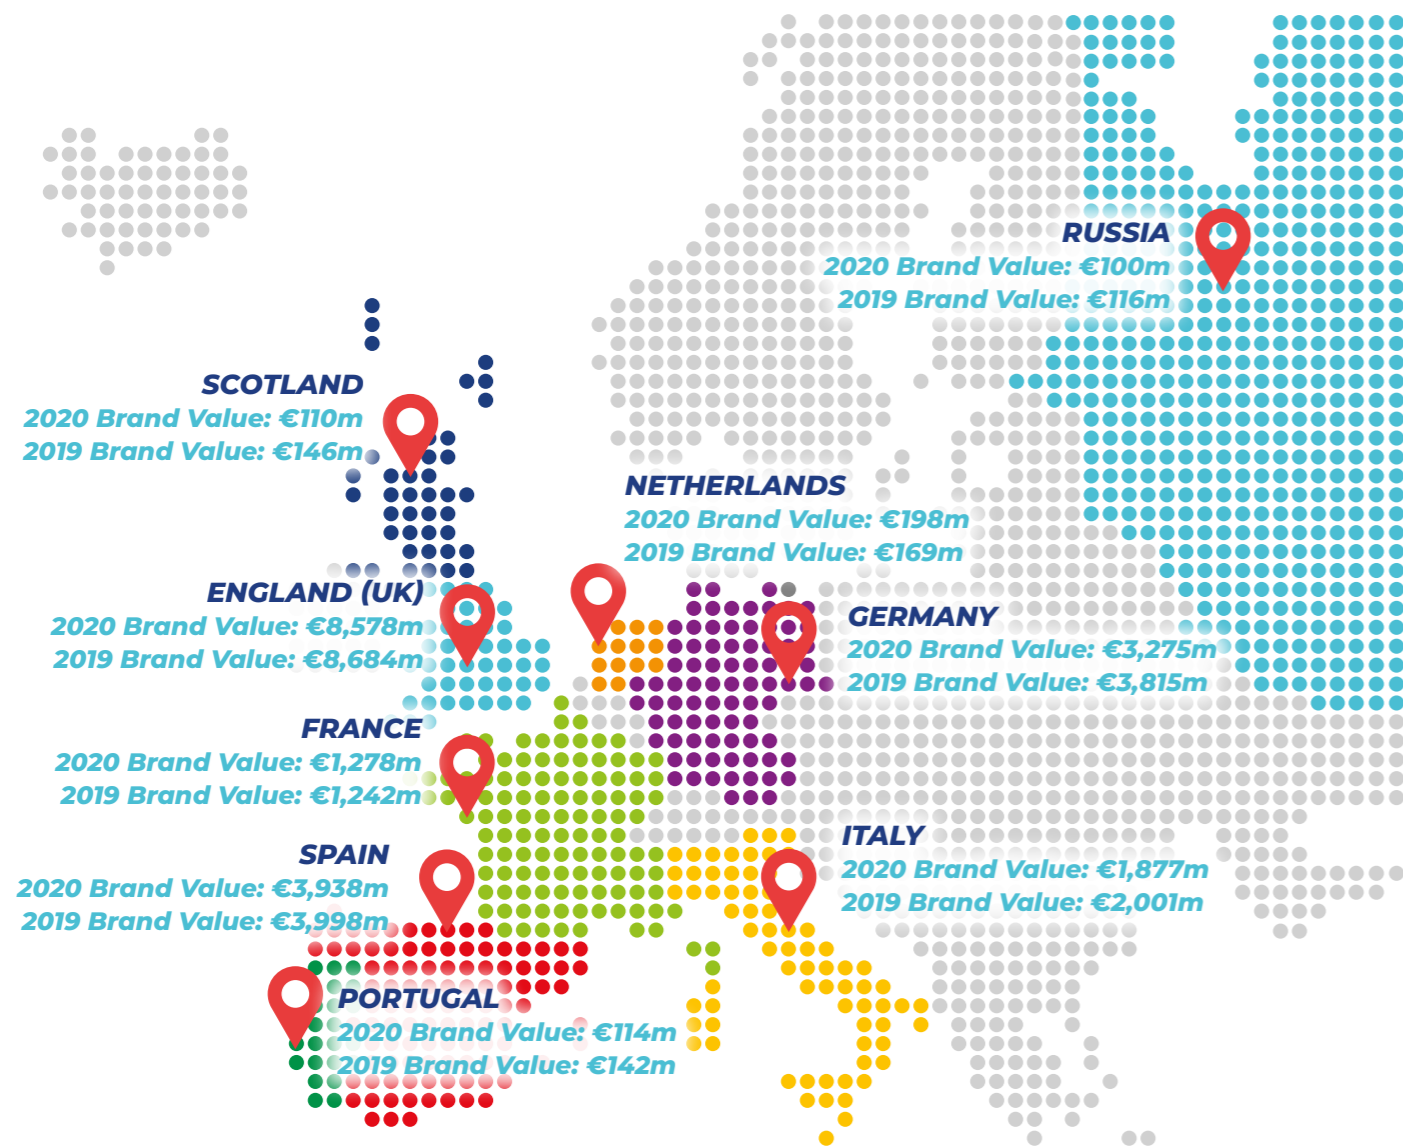 RUSSIA
2020 Brand Value: €100m
2019 Brand Value: €116m
SCOTLAND
2020 Brand Value: €110m
2019 Brand Value: €146m
NETHERLANDS
2020 Brand Value: €198m
2019 Brand Value: €169m
ENGLAND (UK)
2020 Brand Value: €8,578m
2019 Brand Value: €8,684m
GERMANY
2020 Brand Value: €3,275m
2019 Brand Value: €3,815m
FRANCE
2020 Brand Value: €1,278m
2019 Brand Value: €1,242m
ITALY
2020 Brand Value: €1,877m
2019 Brand Value: €2,001m
SPAIN
2020 Brand Value: €3,938m
2019 Brand Value: €3,998m
PORTUGAL
2020 Brand Value: €114m
2019 Brand Value: €142m